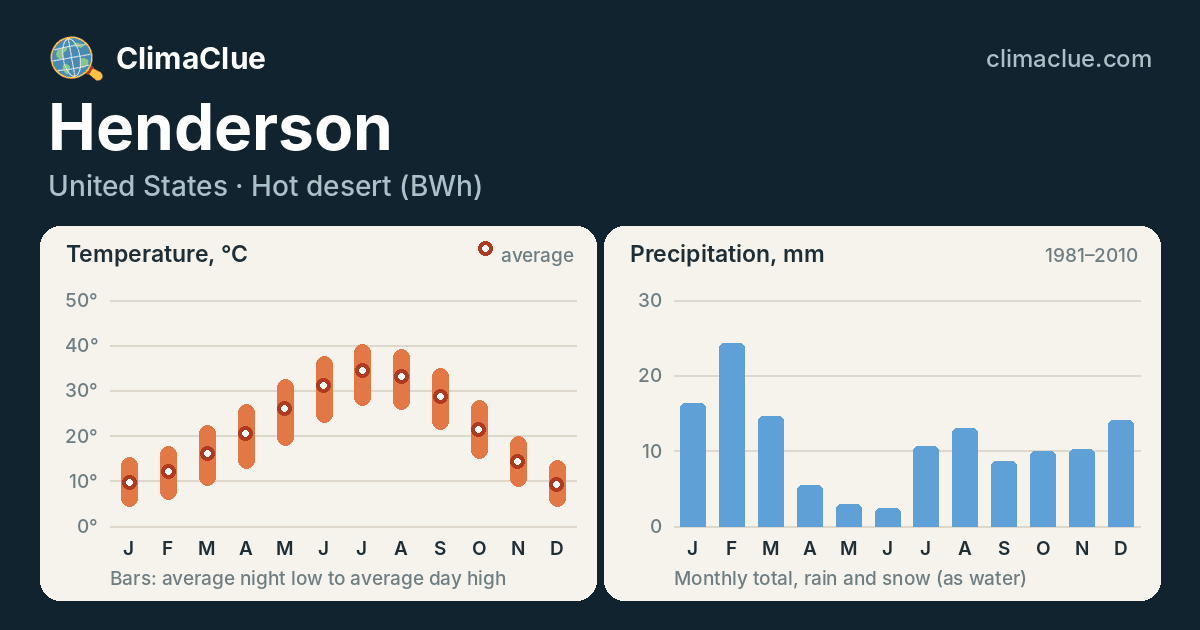 ClimaClue
climaclue.com
Henderson
United States · Hot desert (BWh)
Temperature, °C
average
50°
40°
30°
20°
10°
0°
J F M A M J J A S O N D
Bars: average night low to average day high
Precipitation, mm
1981–2010
30
20
10
0
J F M A M J J A S O N D
Monthly total, rain and snow (as water)